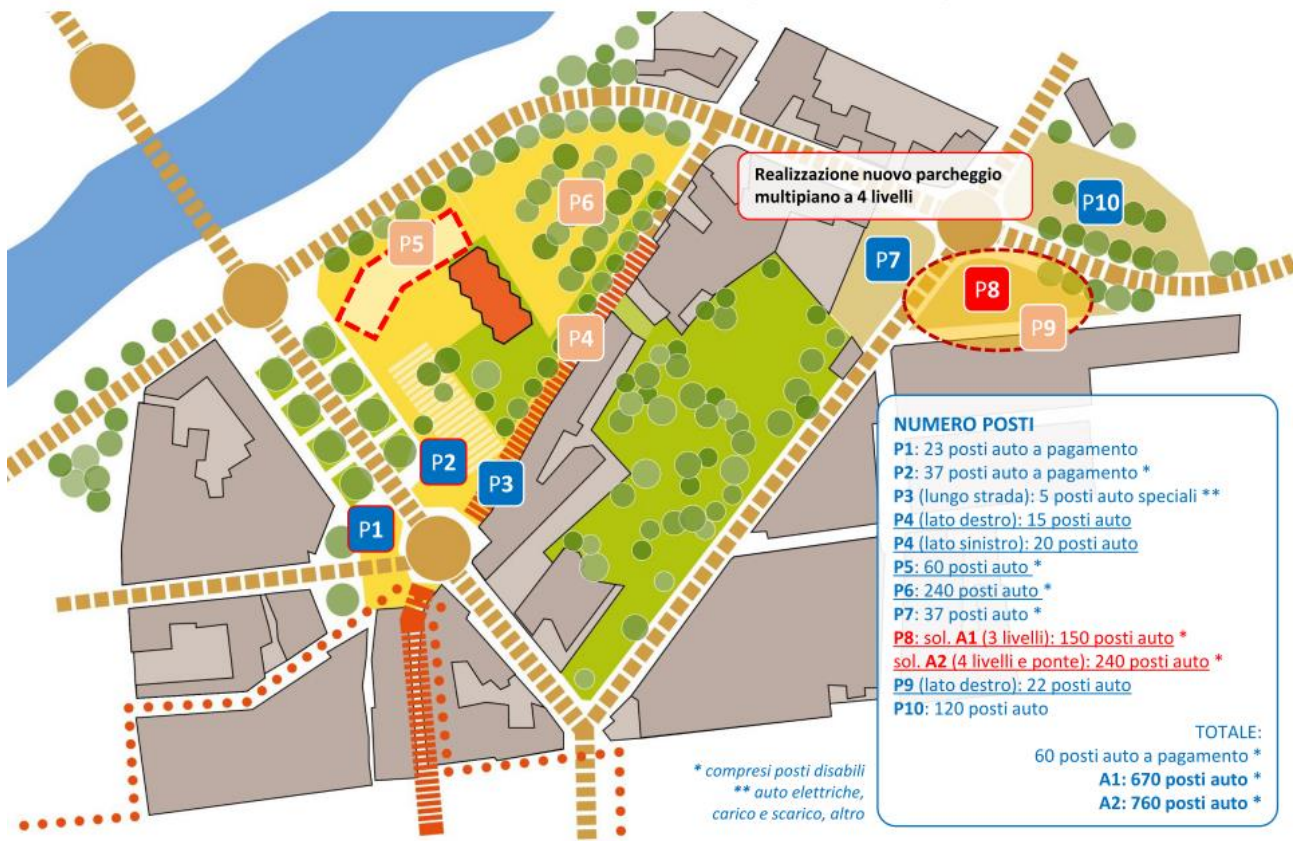 Realizzazione nuovo parcheggio
multipiano a 4 livelli
P6
P10
P5
P7
P8
P9
P4
P2
P3
P1
NUMERO POSTI
P1: 23 posti auto a pagamento
P2: 37 posti auto a pagamento *
P3 (lungo strada): 5 posti auto speciali **
P4 (lato destro): 15 posti auto
P4 (lato sinistro): 20 posti auto
P5: 60 posti auto *
P6: 240 posti auto *
P7: 37 posti auto *
P8: sol. A1 (3 livelli): 150 posti auto *
sol. A2 (4 livelli e ponte): 240 posti auto *
P9 (lato destro): 22 posti auto
P10: 120 posti auto
TOTALE:
60 posti auto a pagamento *
A1: 670 posti auto *
A2: 760 posti auto *
* compresi posti disabili
** auto elettriche,
carico e scarico, altro